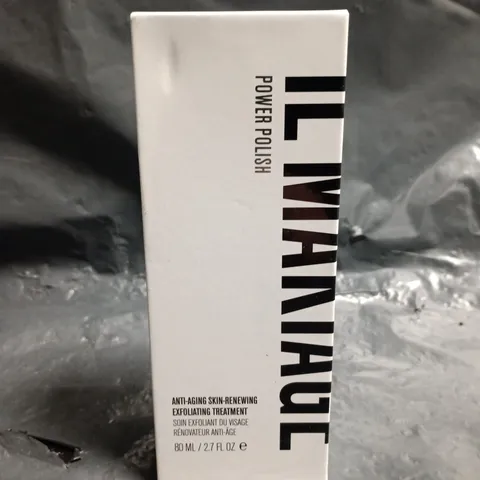 IL MAKIAGE
POWER POLISH
ANTI-AGING SKIN-RENEWING
EXFOLIATING TREATMENT
SOIN EXFOLIANT DU VISAGE
RÉNOVATEUR ANTI-ÂGE
80 ML / 2.7 FL OZ ℮